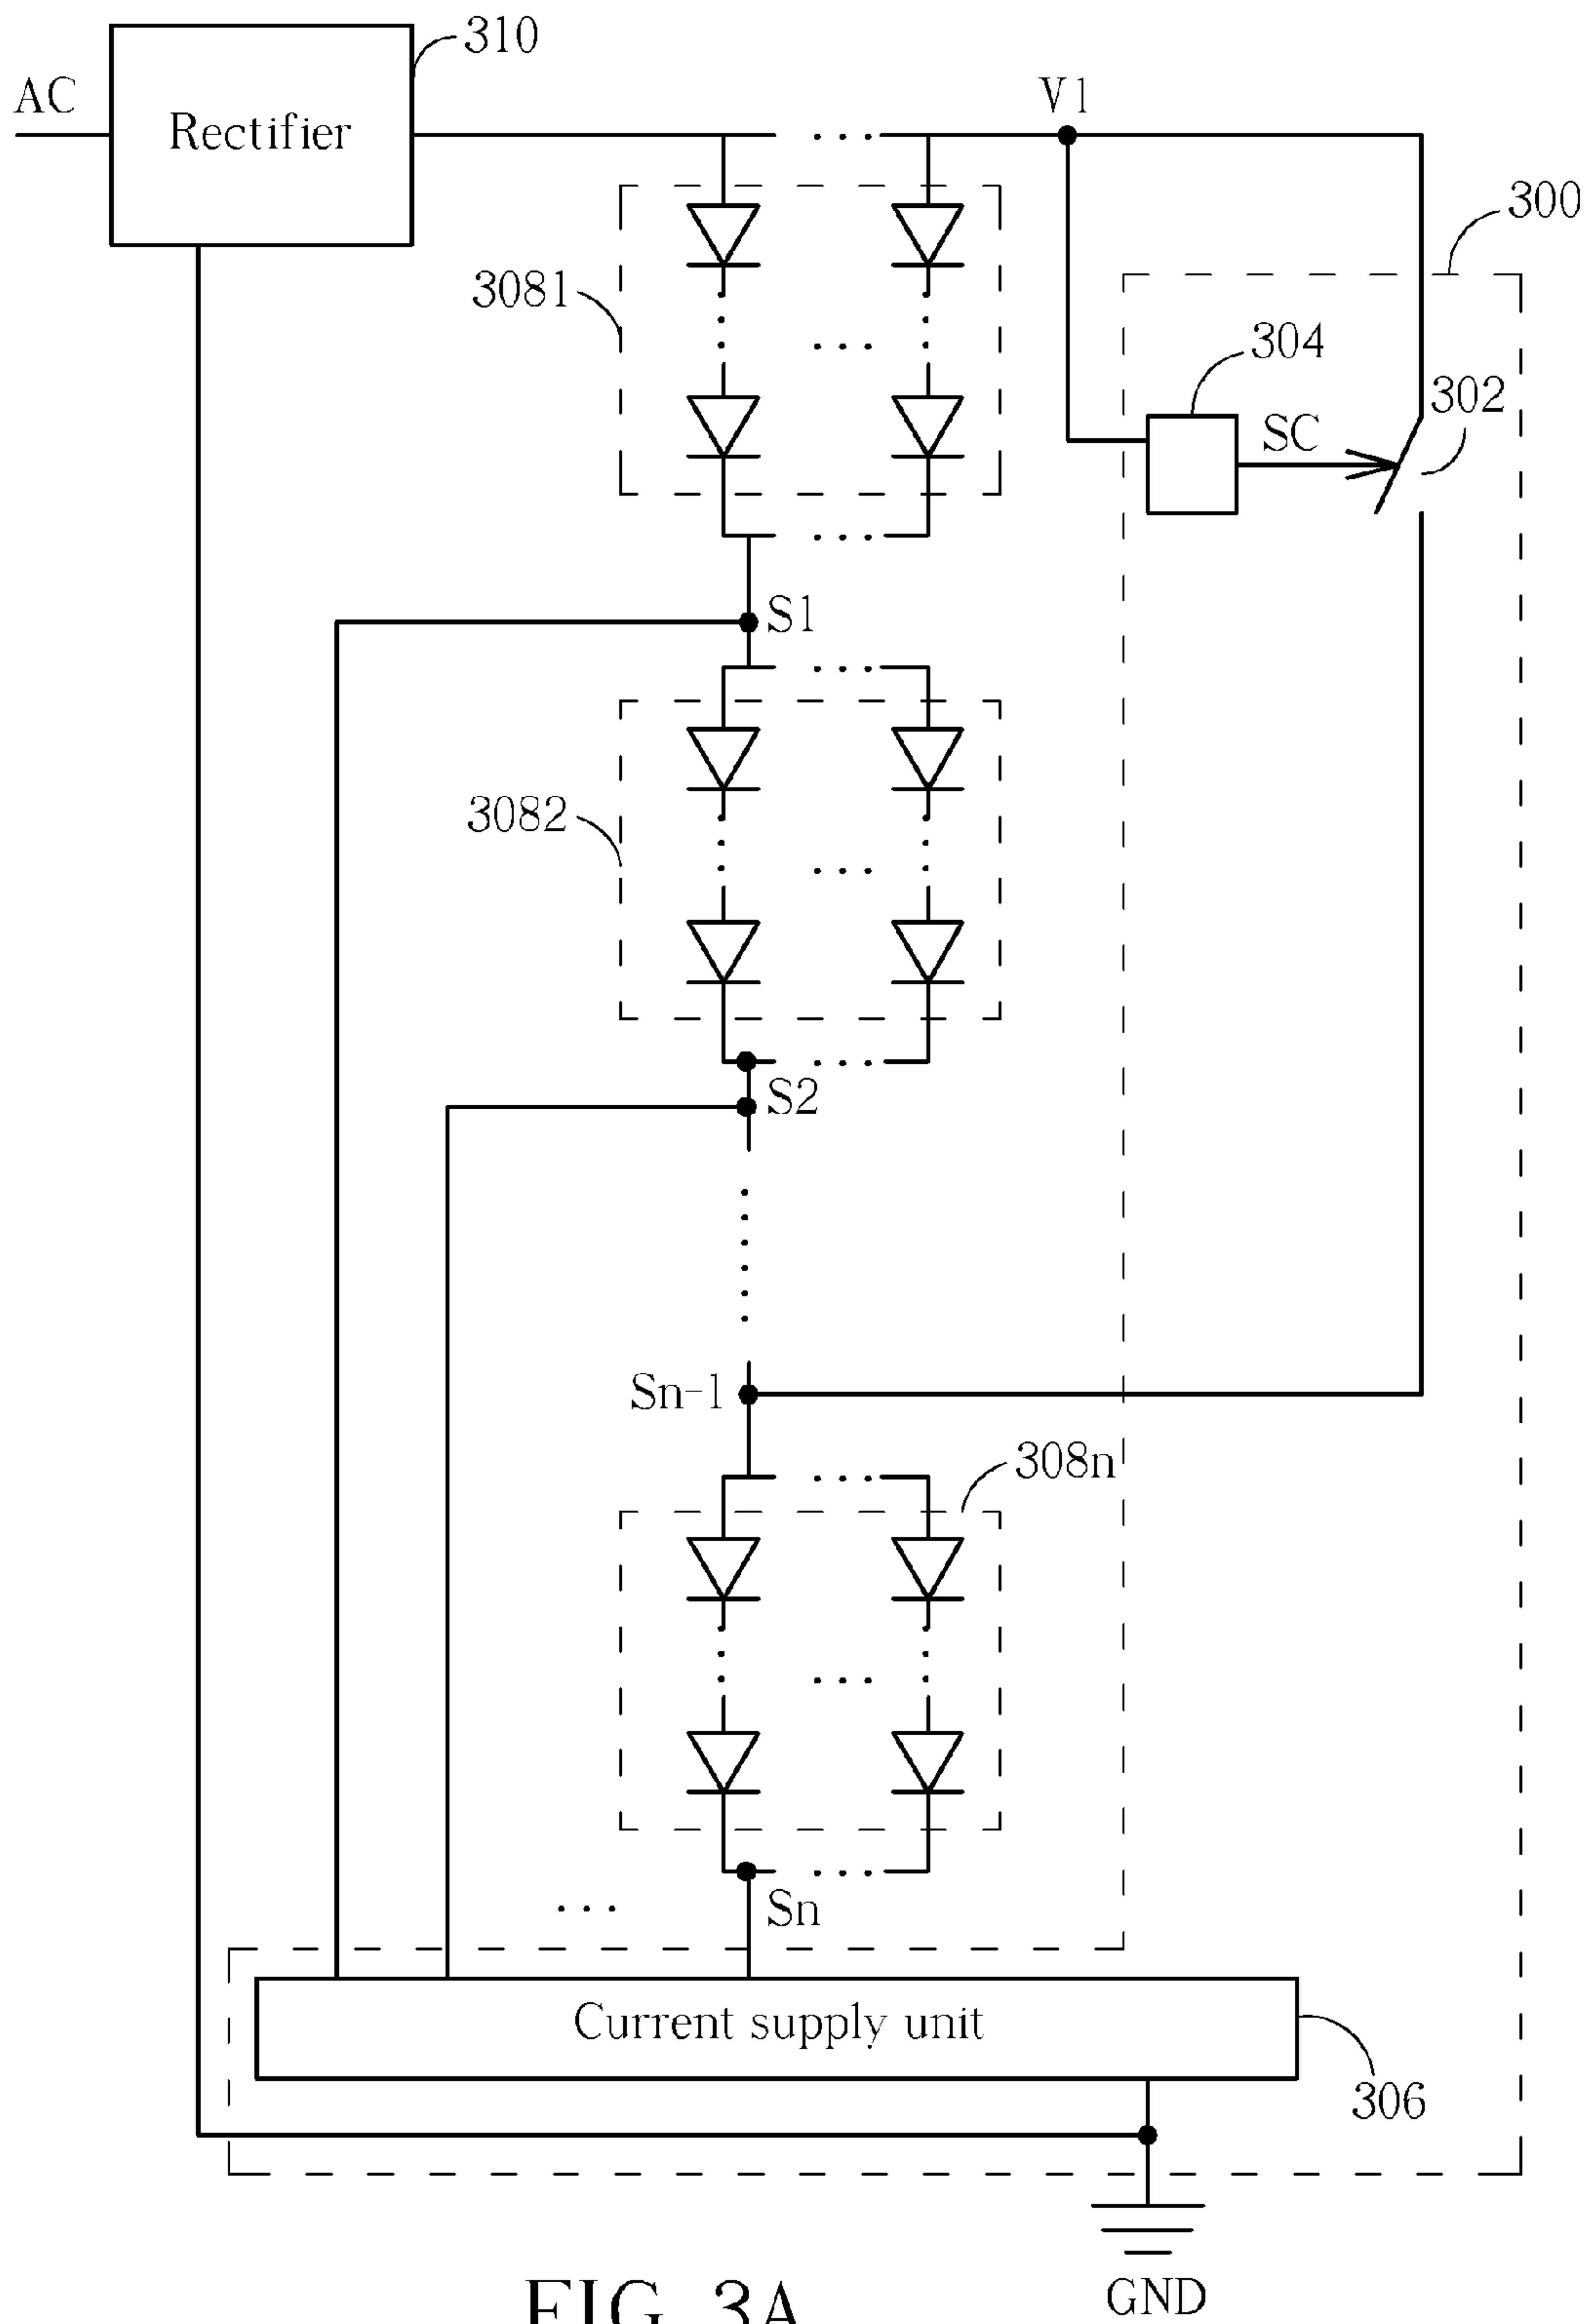 310
AC
Rectifier
V1
300
3081
304
302
SC
S1
3082
S2
Sn-1
308n
Sn
Current supply unit
306
GND
FIG. 3A